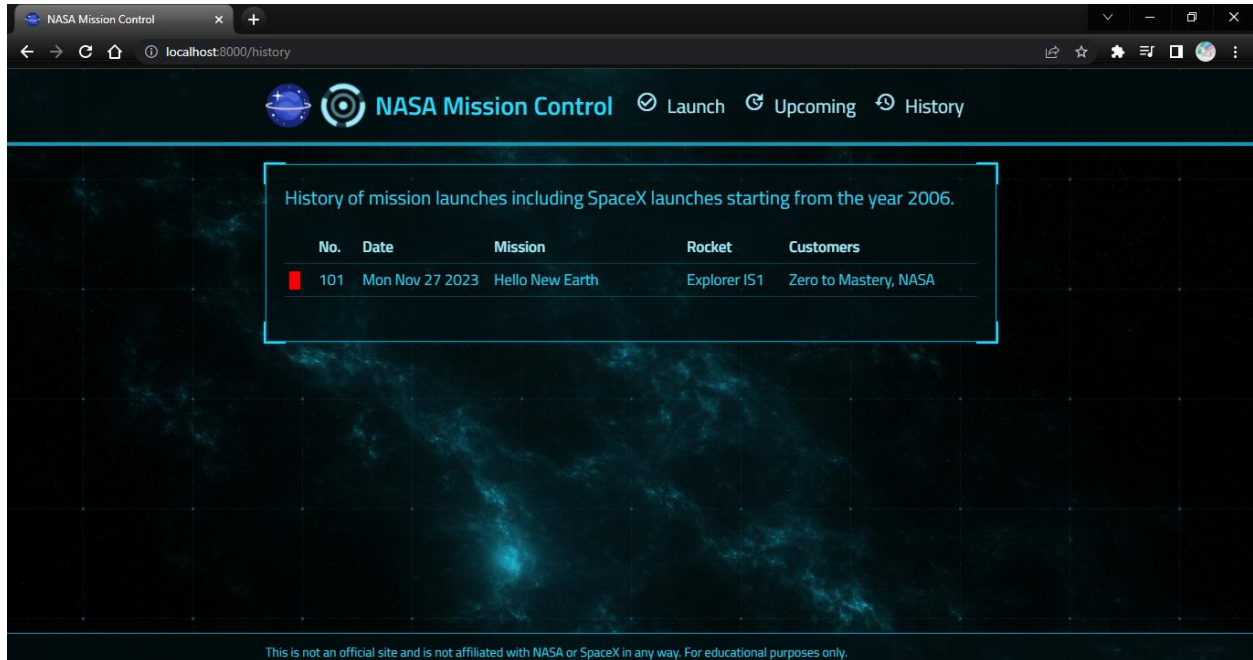 NASA Mission Control
localhost:8000/history
NASA Mission Control Launch Upcoming History
History of mission launches including SpaceX launches starting from the year 2006.
No. Date Mission Rocket Customers
101 Mon Nov 27 2023 Hello New Earth Explorer IS1 Zero to Mastery, NASA
This is not an official site and is not affiliated with NASA or SpaceX in any way. For educational purposes only.